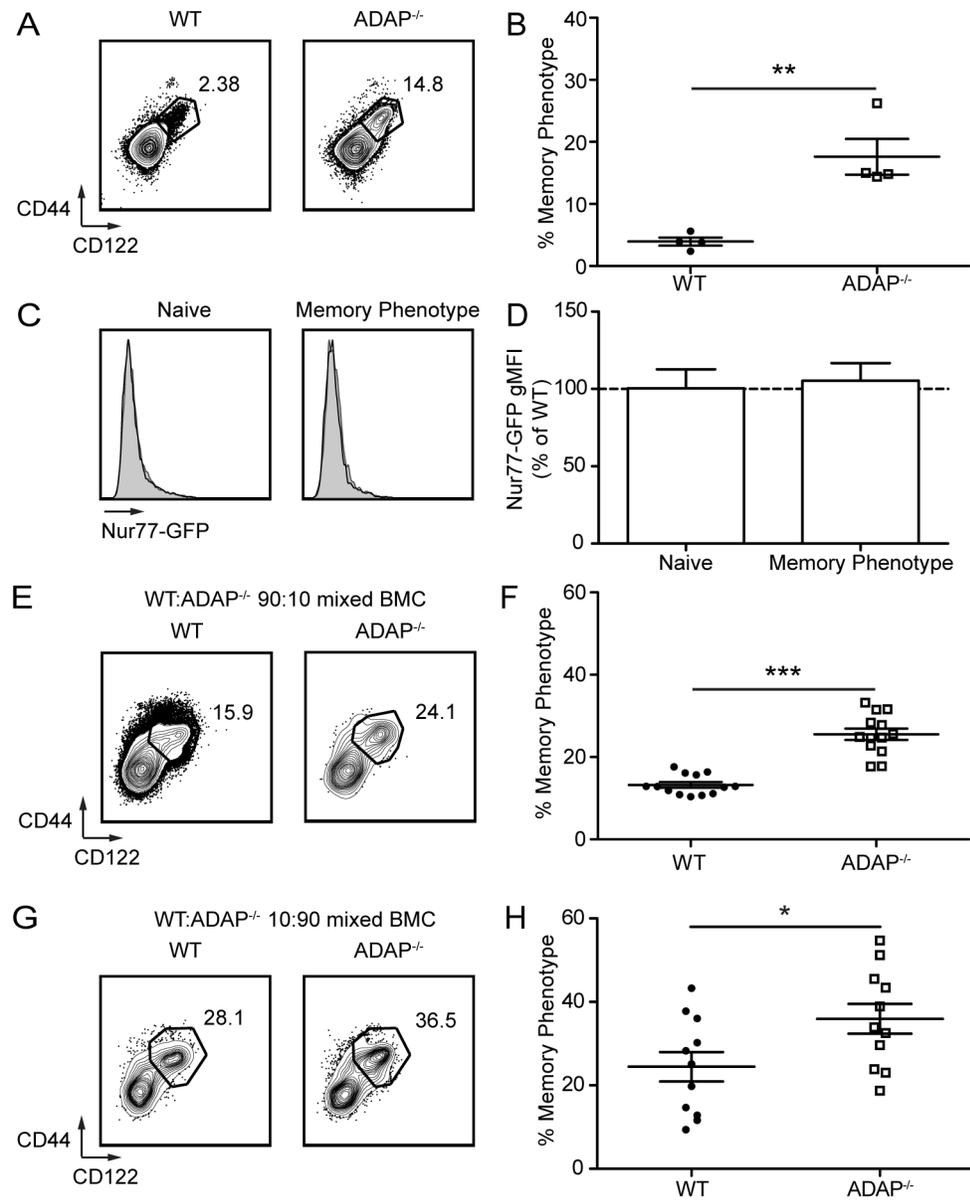 A
WT
ADAP-/-
2.38
14.8
CD44
CD122
B
% Memory Phenotype
40
30
20
10
0
**
WT
ADAP-/-
C
Naive
Memory Phenotype
Nur77-GFP
D
Nur77-GFP gMFI
(% of WT)
150
100
50
0
Naive
Memory Phenotype
E
WT:ADAP-/- 90:10 mixed BMC
WT
ADAP-/-
15.9
24.1
CD44
CD122
F
% Memory Phenotype
60
40
20
0
***
WT
ADAP-/-
G
WT:ADAP-/- 10:90 mixed BMC
WT
ADAP-/-
28.1
36.5
CD44
CD122
H
% Memory Phenotype
60
40
20
0
*
WT
ADAP-/-